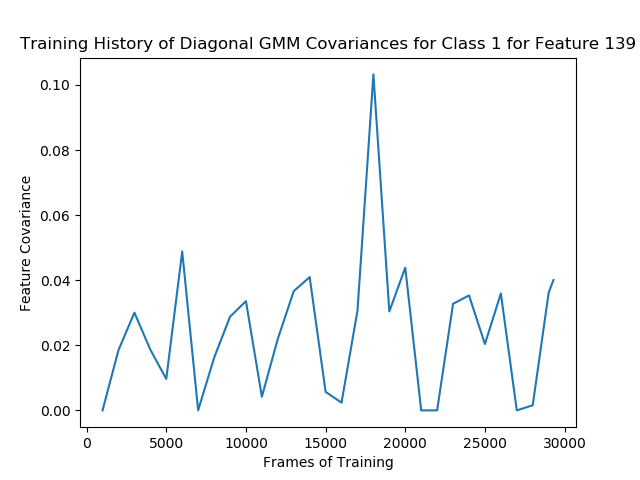 Training History of Diagonal GMM Covariances for Class 1 for Feature 139
0.10
0.08
0.06
0.04
0.02
0.00
Feature Covariance
0 5000 10000 15000 20000 25000 30000
Frames of Training